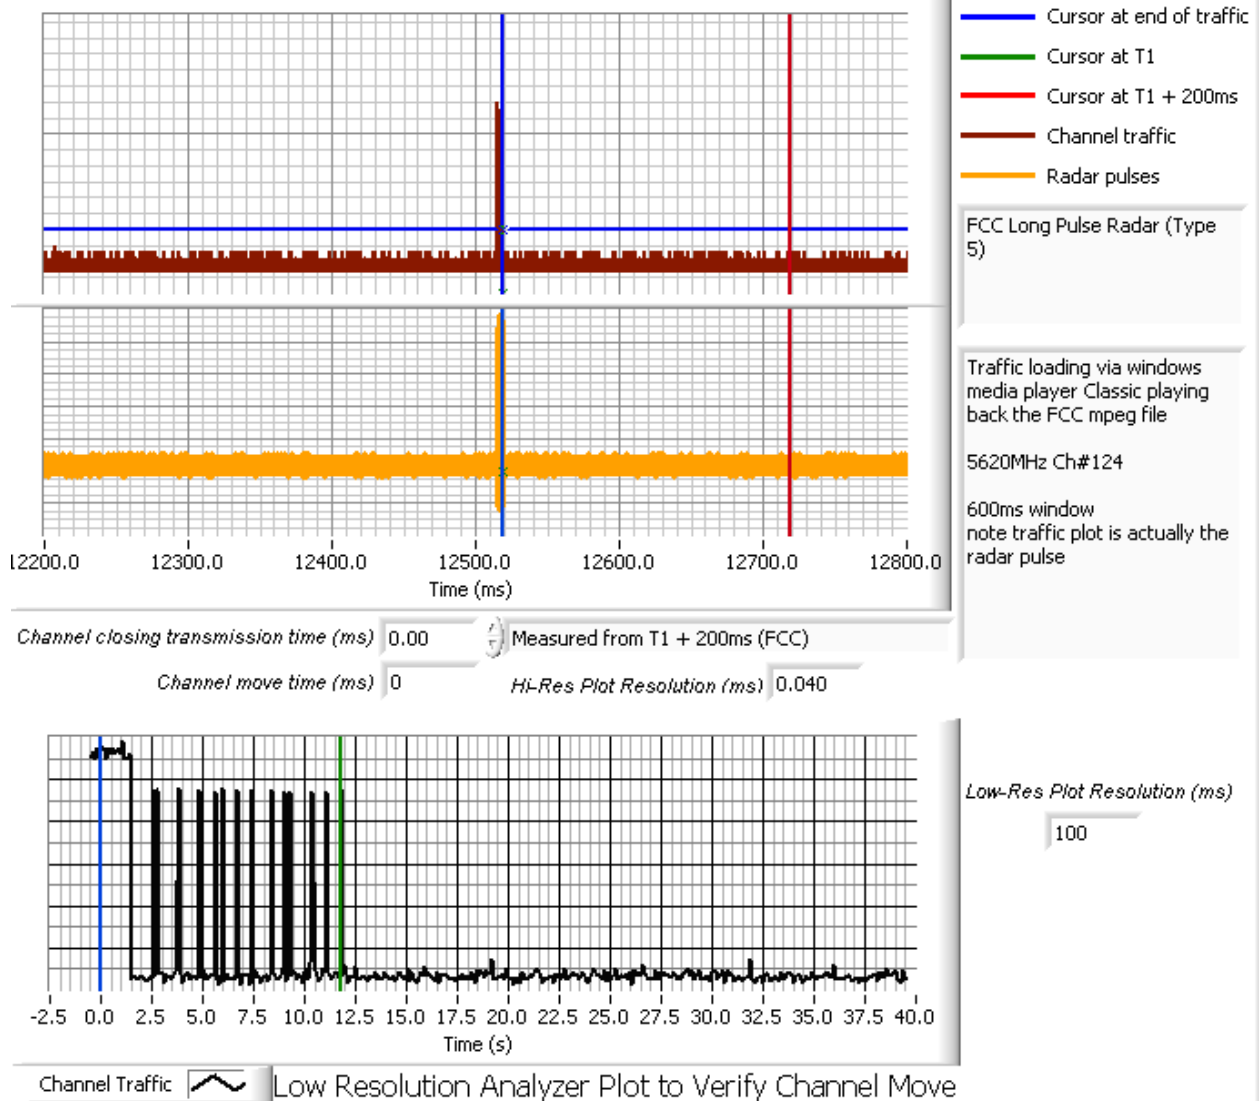 Cursor at end of traffic
Cursor at T1
Cursor at T1 + 200ms
Channel traffic
Radar pulses
FCC Long Pulse Radar (Type
5)
Traffic loading via windows
media player Classic playing
back the FCC mpeg file
5620MHz Ch#124
600ms window
note traffic plot is actually the
radar pulse
12200.0 12300.0 12400.0 12500.0 12600.0 12700.0 12800.0
Time (ms)
Channel closing transmission time (ms) 0.00 Measured from T1 + 200ms (FCC)
Channel move time (ms) 0 Hi-Res Plot Resolution (ms) 0.040
Low-Res Plot Resolution (ms)
100
-2.5 0.0 2.5 5.0 7.5 10.0 12.5 15.0 17.5 20.0 22.5 25.0 27.5 30.0 32.5 35.0 37.5 40.0
Time (s)
Channel Traffic Low Resolution Analyzer Plot to Verify Channel Move